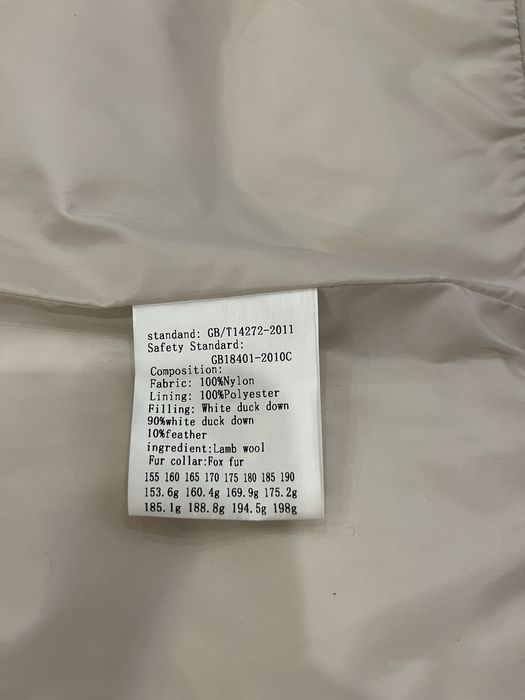 standand: GB/T14272-2011
Safety Standard:
GB18401-2010C
Composition:
Fabric: 100%Nylon
Lining: 100%Polyester
Filling: White duck down
90%white duck down
10%feather
ingredient:Lamb wool
Fur collar:Fox fur
155 160 165 170 175 180 185 190
153.6g 160.4g 169.9g 175.2g
185.1g 188.8g 194.5g 198g